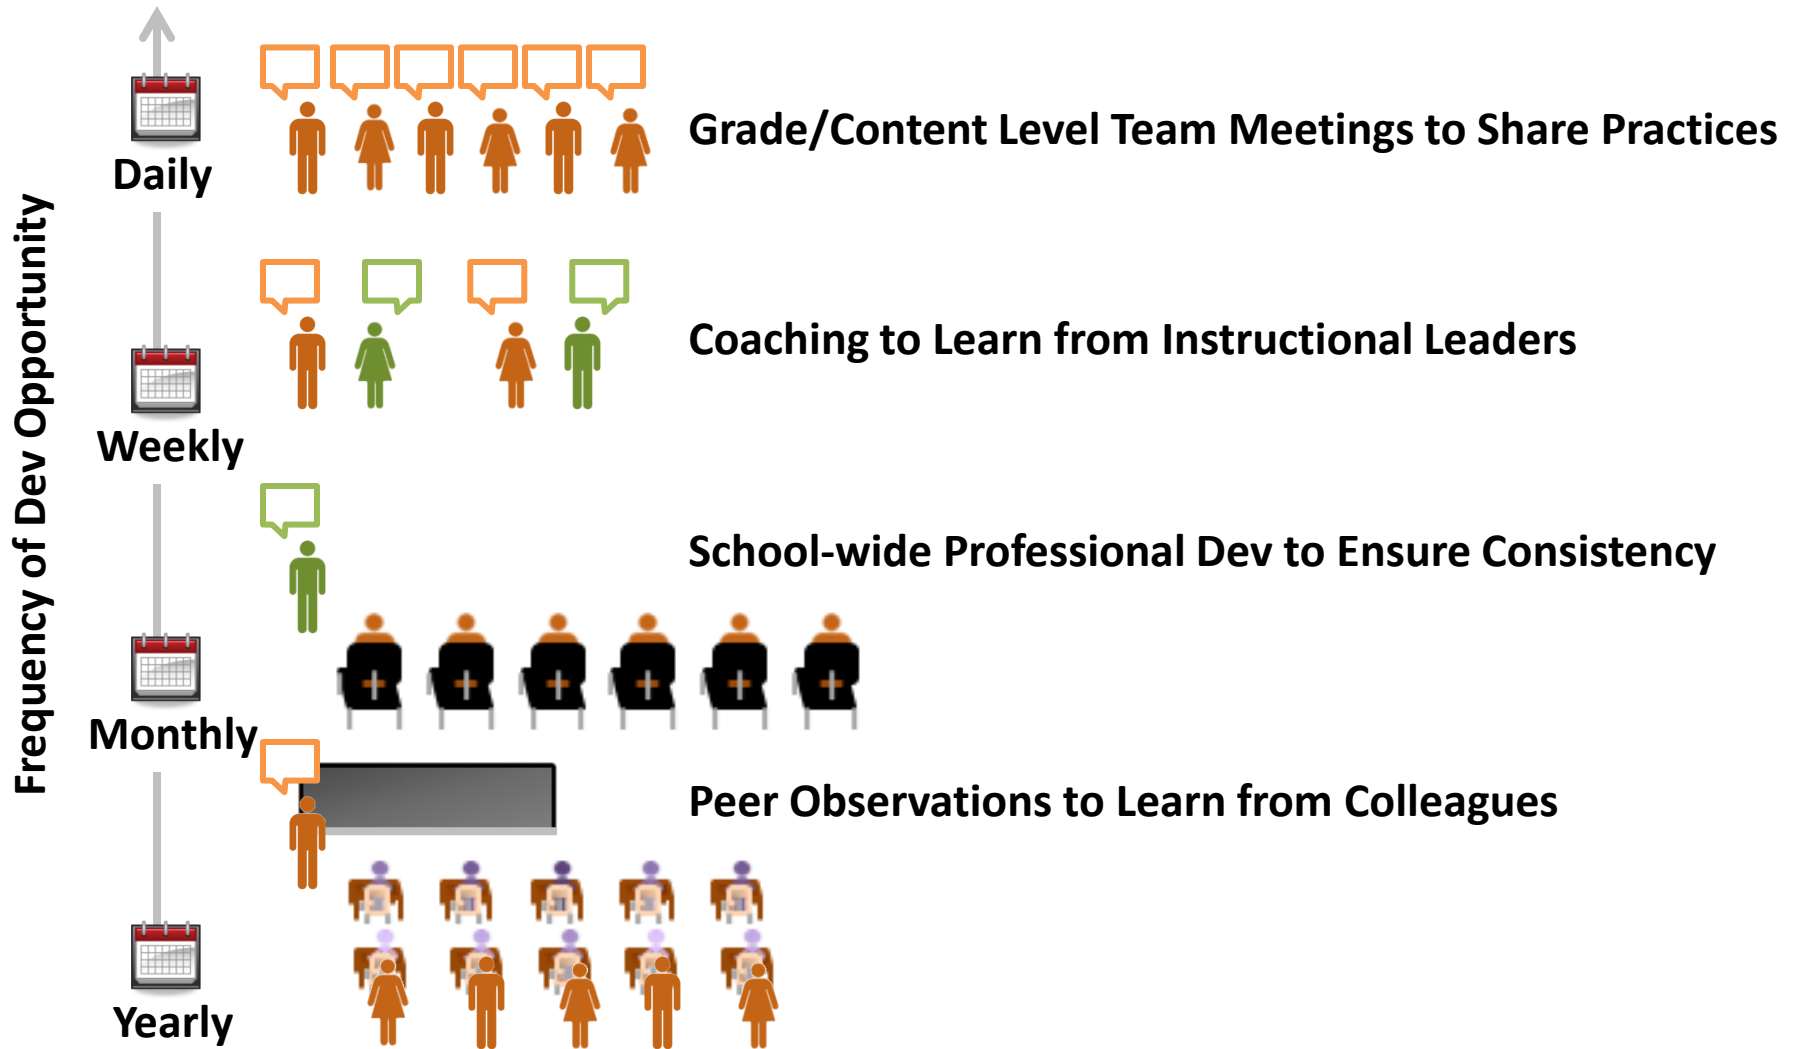 Frequency of Dev Opportunity
Daily
Grade/Content Level Team Meetings to Share Practices
Weekly
Coaching to Learn from Instructional Leaders
School-wide Professional Dev to Ensure Consistency
Monthly
Peer Observations to Learn from Colleagues
Yearly